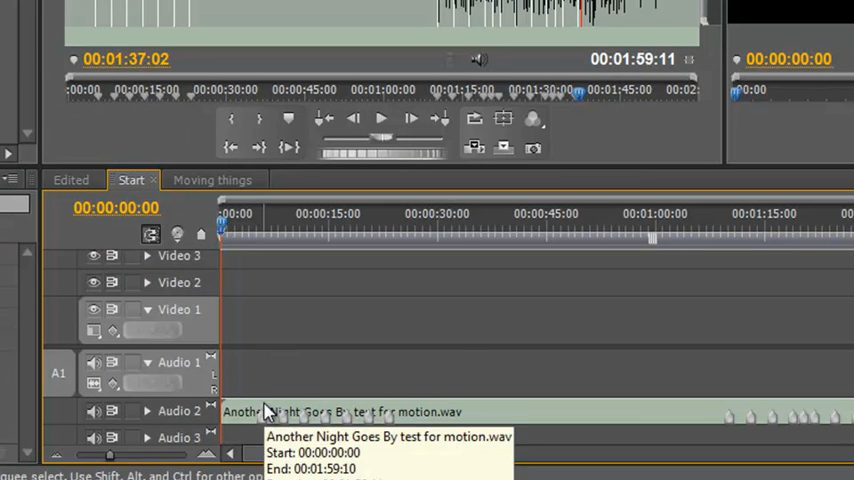 00:01:37:02 00:01:59:11 00:00:00:00
:00:00 00:00:15:00 00:00:30:00 00:00:45:00 00:01:00:00 00:01:15:00 00:01:30:00 00:01:45:00 00:02: 00:00
Edited Start Moving things
00:00:00:00
:00:00 00:00:15:00 00:00:30:00 00:00:45:00 00:01:00:00 00:01:15:00 00:0
Video 3
Video 2
Video 1
A1 Audio 1
L
R
Audio 2 Another Night Goes By test for motion.wav
Another Night Goes By test for motion.wav
Audio 3
Start: 00:00:00:00
End: 00:01:59:10
quee select. Use Shift, Alt, and Ctrl for other op